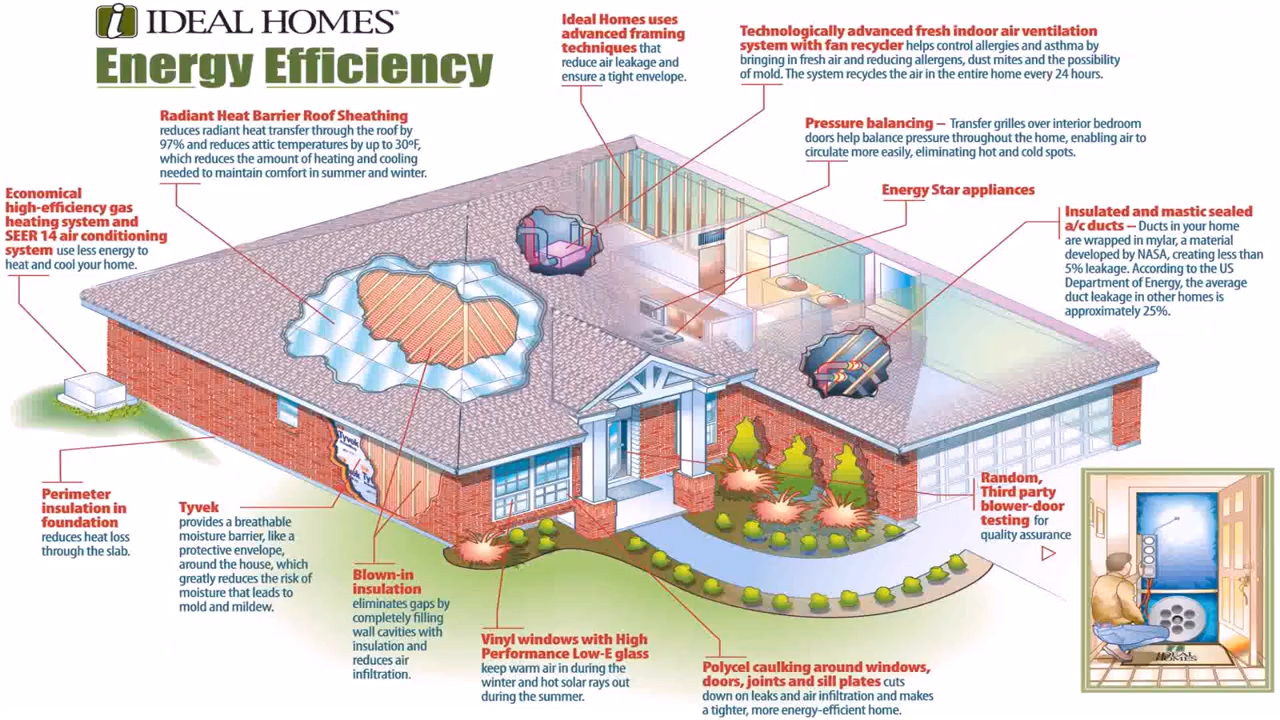 i IDEAL HOMES®
Energy Efficiency
Ideal Homes uses
advanced framing
techniques that
reduce air leakage and
ensure a tight envelope.
Technologically advanced fresh indoor air ventilation
system with fan recycler helps control allergies and asthma by
bringing in fresh air and reducing allergens, dust mites and the possibility
of mold. The system recycles the air in the entire home every 24 hours.
Radiant Heat Barrier Roof Sheathing
reduces radiant heat transfer through the roof by
97% and reduces attic temperatures by up to 30ºF,
which reduces the amount of heating and cooling
needed to maintain comfort in summer and winter.
Pressure balancing — Transfer grilles over interior bedroom
doors help balance pressure throughout the home, enabling air to
circulate more easily, eliminating hot and cold spots.
Energy Star appliances
Economical
high-efficiency gas
heating system and
SEER 14 air conditioning
system use less energy to
heat and cool your home.
Insulated and mastic sealed
a/c ducts — Ducts in your home
are wrapped in mylar, a material
developed by NASA, creating less than
5% leakage. According to the US
Department of Energy, the average
duct leakage in other homes is
approximately 25%.
Tyvek
Perimeter
insulation in
foundation
reduces heat loss
through the slab.
Tyvek
provides a breathable
moisture barrier, like a
protective envelope,
around the house, which
greatly reduces the risk of
moisture that leads to
mold and mildew.
Blown-in
insulation
eliminates gaps by
completely filling
wall cavities with
insulation and
reduces air
infiltration.
Vinyl windows with High
Performance Low-E glass
keep warm air in during the
winter and hot solar rays out
during the summer.
Polycel caulking around windows,
doors, joints and sill plates cuts
down on leaks and air infiltration and makes
a tighter, more energy-efficient home.
Random,
Third party
blower-door
testing for
quality assurance
IDEAL
HOMES